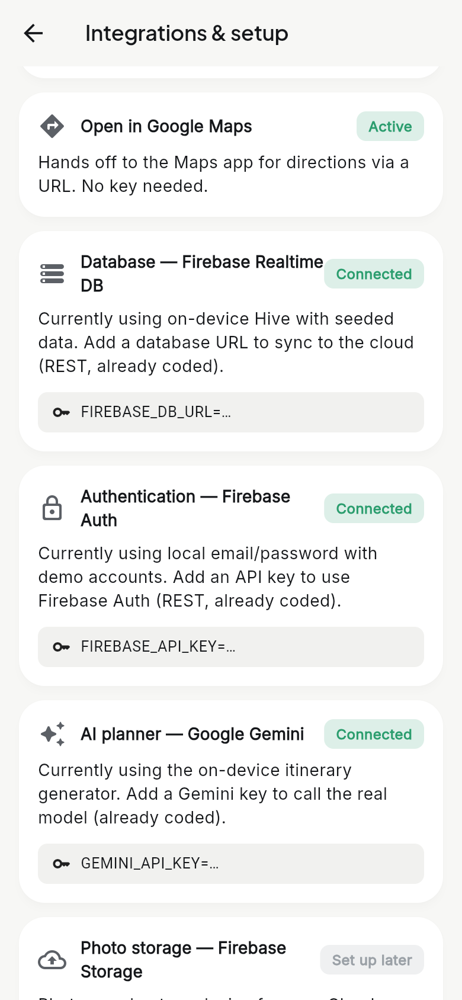 Integrations & setup
Open in Google Maps
Active
Hands off to the Maps app for directions via a
URL. No key needed.
Database — Firebase Realtime
DB
Connected
Currently using on-device Hive with seeded
data. Add a database URL to sync to the cloud
(REST, already coded).
FIREBASE_DB_URL=…
Authentication — Firebase
Auth
Connected
Currently using local email/password with
demo accounts. Add an API key to use
Firebase Auth (REST, already coded).
FIREBASE_API_KEY=…
AI planner — Google Gemini
Connected
Currently using the on-device itinerary
generator. Add a Gemini key to call the real
model (already coded).
GEMINI_API_KEY=…
Photo storage — Firebase
Storage
Set up later